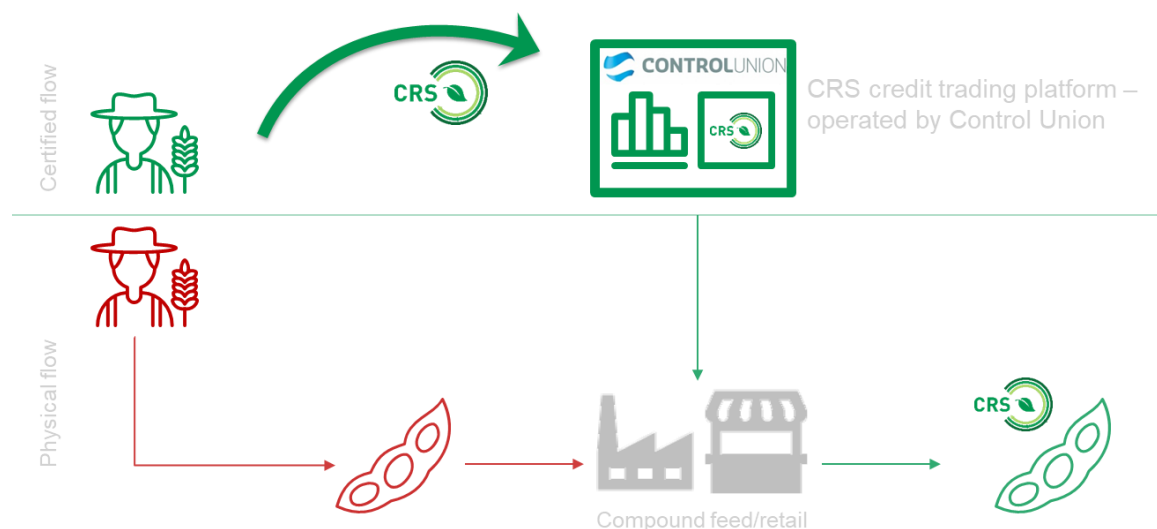 Certified flow
CRS
CONTROLUNION
CRS
CRS credit trading platform –
operated by Control Union
Physical flow
CRS
Compound feed/retail